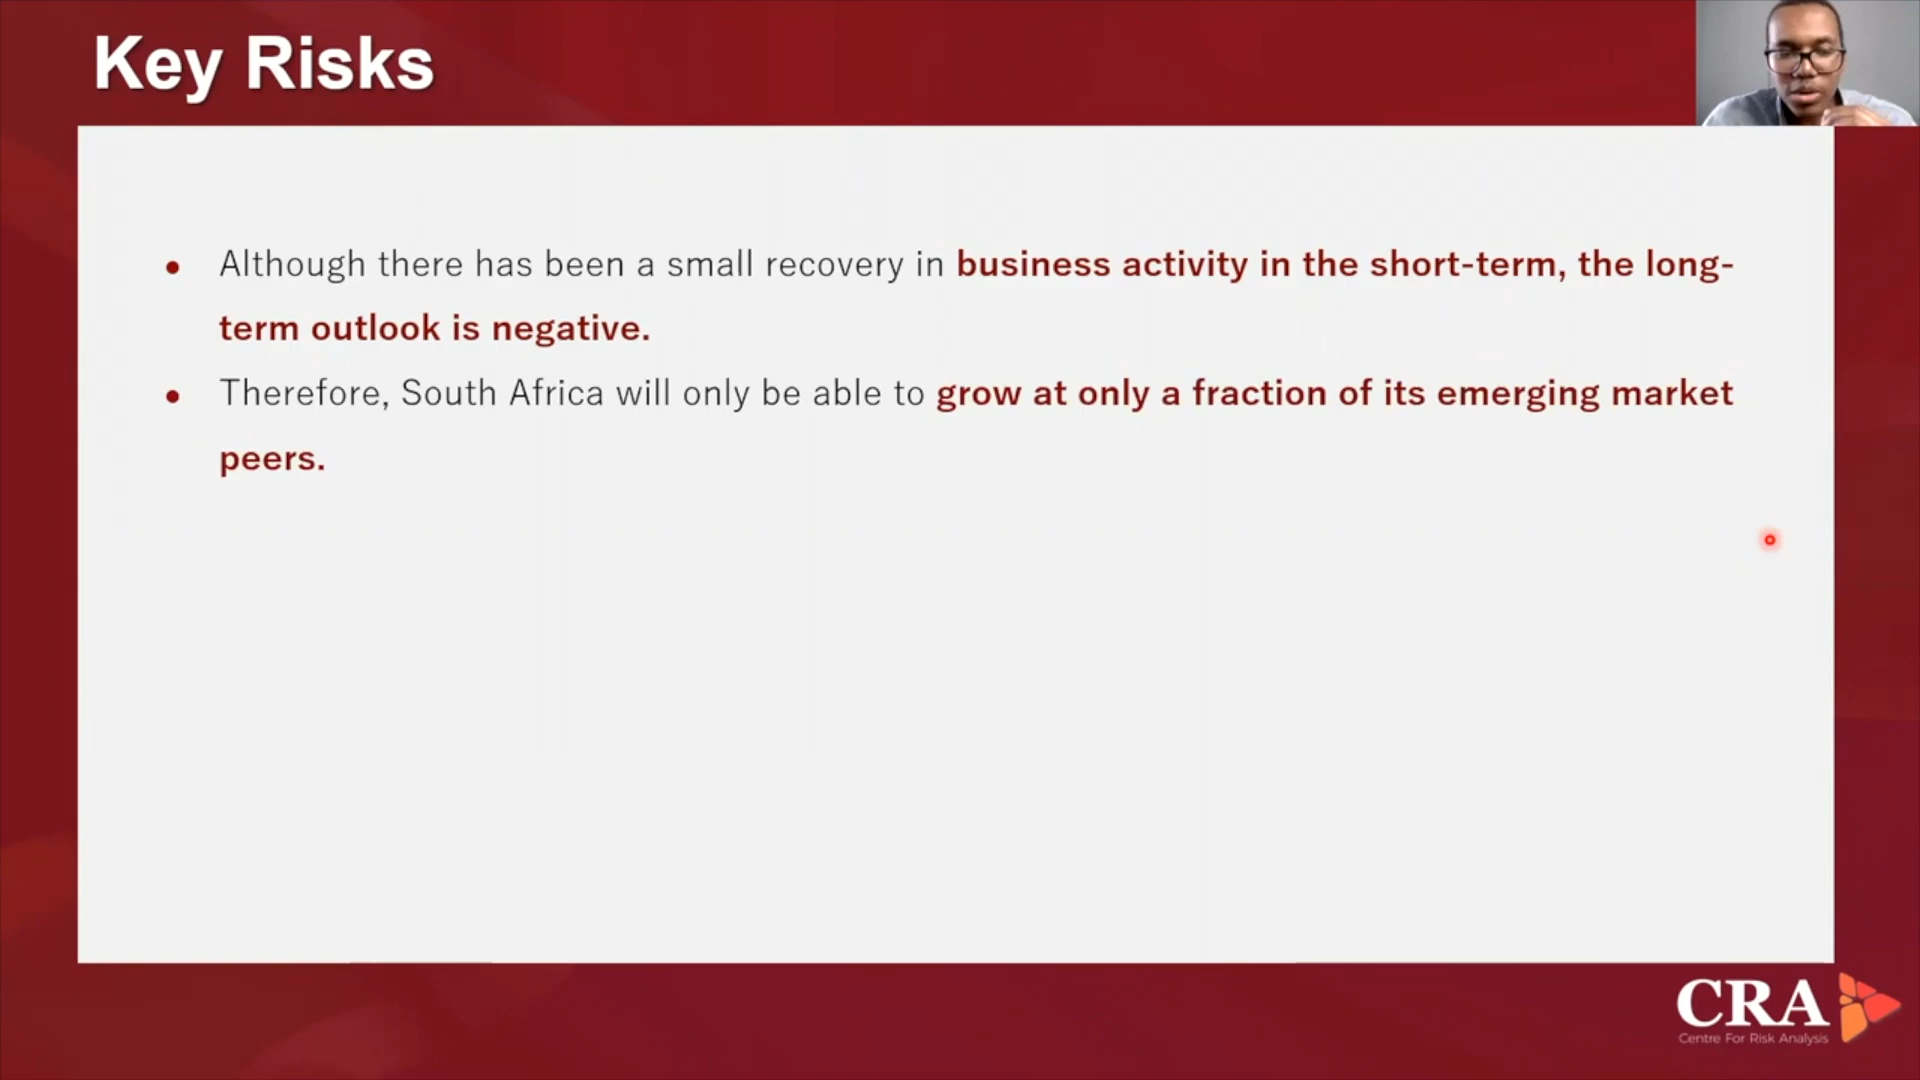 Key Risks
Although there has been a small recovery in business activity in the short-term, the long-
term outlook is negative.
Therefore, South Africa will only be able to grow at only a fraction of its emerging market
peers.
CRA
Centre For Risk Analysis